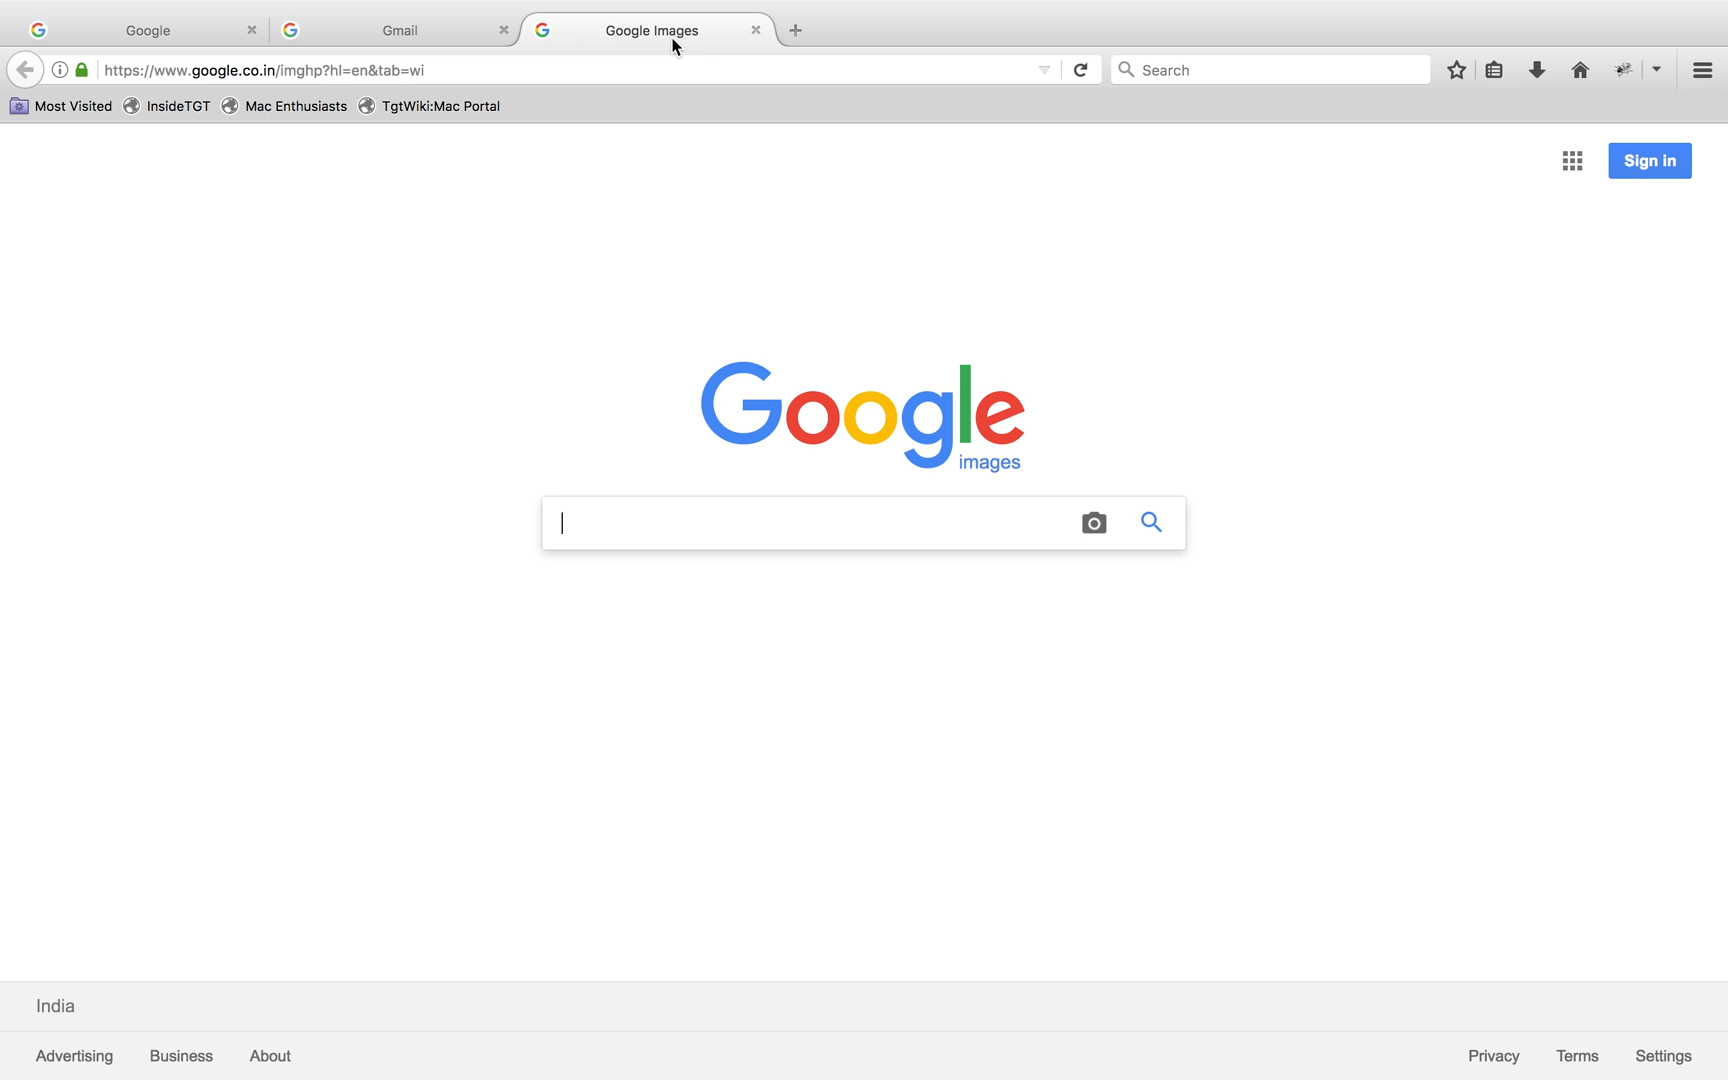 Google Gmail Google Images
https://www.google.co.in/imghp?hl=en&tab=wi Search
Most Visited InsideTGT Mac Enthusiasts TgtWiki:Mac Portal
Sign in
Google
images
India
Advertising Business About Privacy Terms Settings